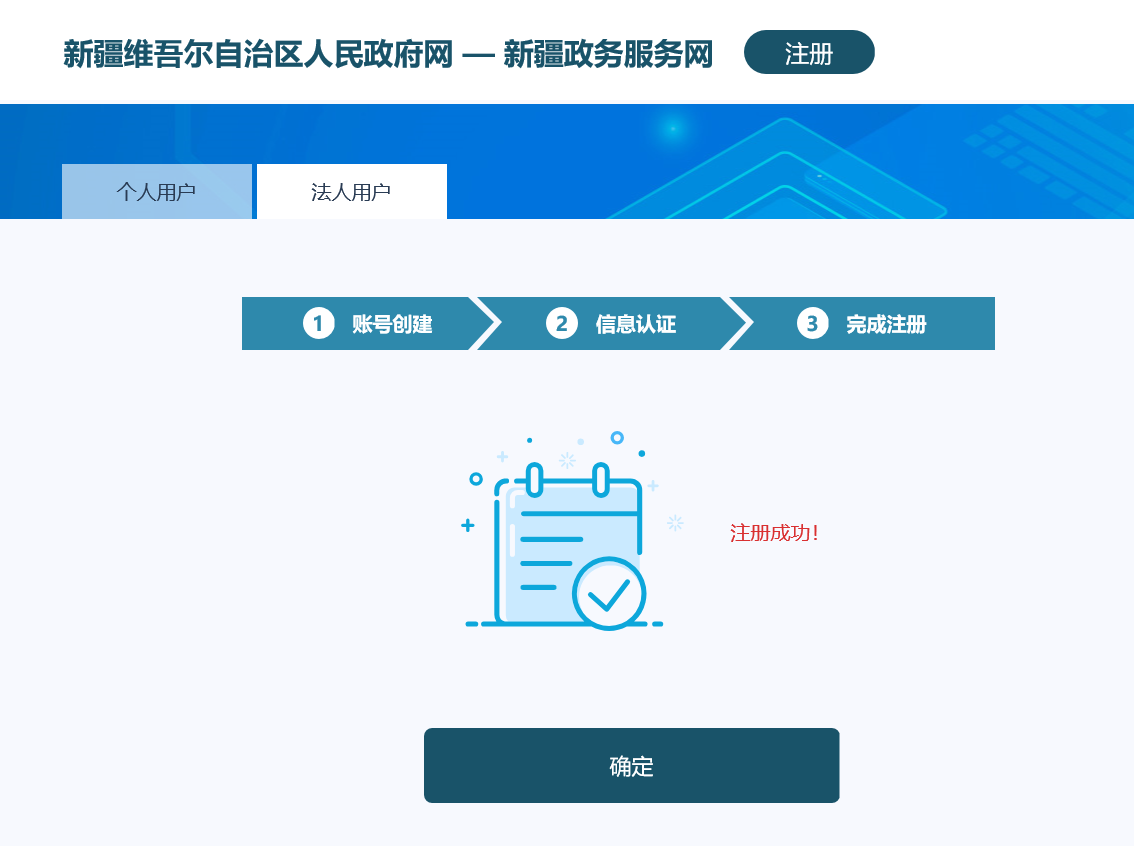 新疆维吾尔自治区人民政府网 — 新疆政务服务网
注册
个人用户
法人用户
1 账号创建
2 信息认证
3 完成注册
注册成功！
确定